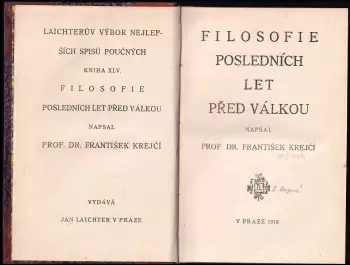 LAICHTERŮV VÝBOR NEJLEP-
ŠÍCH SPISŮ POUČNÝCH
KNIHA XLV.
FILOSOFIE
POSLEDNÍCH LET PŘED VÁLKOU
NAPSAL
PROF. DR. FRANTIŠEK KREJČÍ
VYDÁVÁ
JAN LAICHTER V PRAZE
FILOSOFIE
POSLEDNÍCH
LET
PŘED VÁLKOU
NAPSAL
PROF. DR. FRANTIŠEK KREJČÍ
V PRAZE 1918